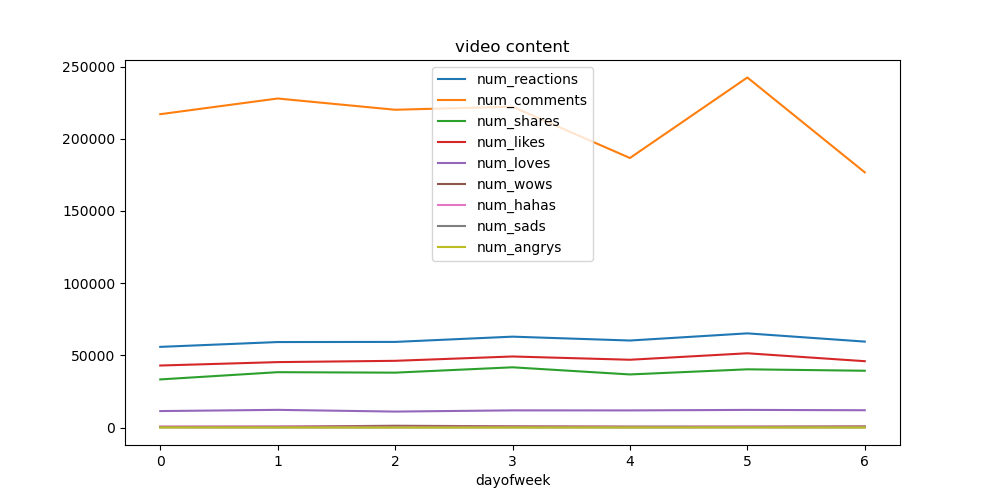 video content
250000
200000
150000
100000
50000
0
num_reactions
num_comments
num_shares
num_likes
num_loves
num_wows
num_hahas
num_sads
num_angrys
0 1 2 3 4 5 6
dayofweek